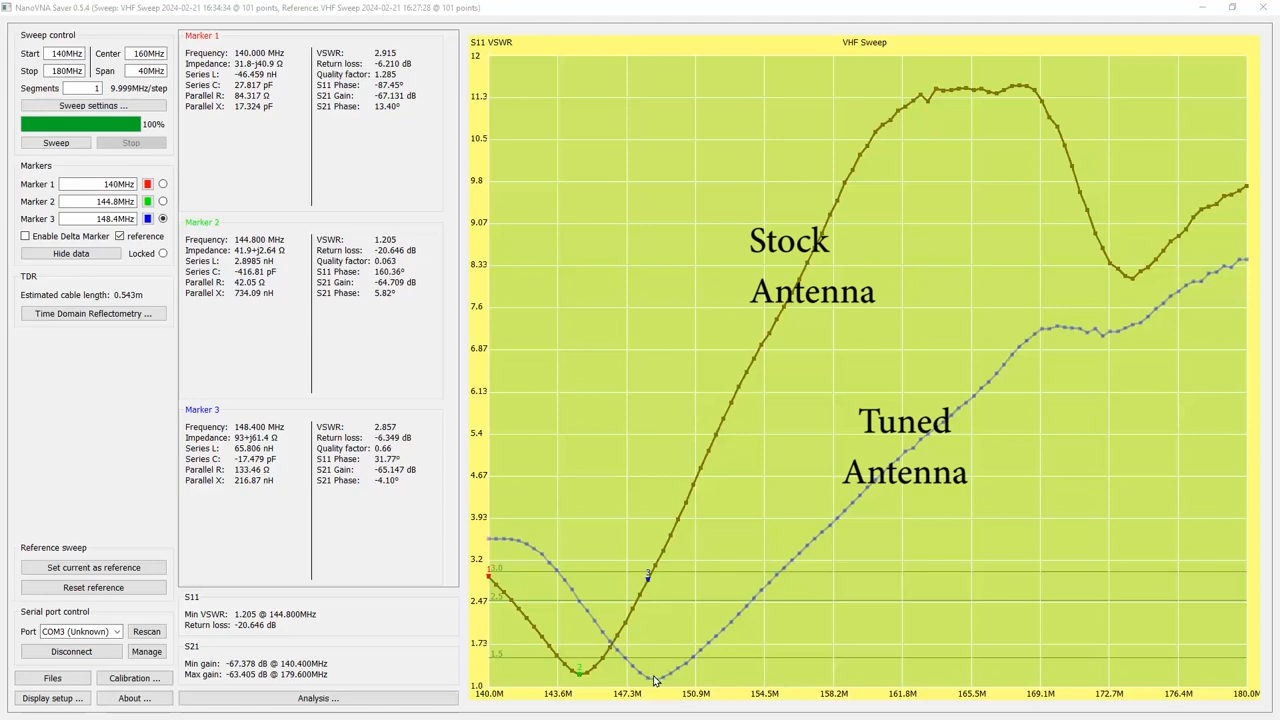 NanoVNA Saver 0.5.4 (Sweep: VHF Sweep 2024-02-21 16:34:34 @ 101 points, Reference: VHF Sweep 2024-02-21 16:27:28 @ 101 points)
Sweep control
Start 140MHz Center 160MHz
Stop 180MHz Span 40MHz
Segments 1 9.999MHz/step
Sweep settings ...
100%
Sweep Stop
Markers
Marker 1 140MHz
Marker 2 144.8MHz
Marker 3 148.4MHz
Enable Delta Marker reference
Hide data Locked
TDR
Estimated cable length: 0.543m
Time Domain Reflectometry ...
Reference sweep
Set current as reference
Reset reference
Serial port control
Port COM3 (Unknown) Rescan
Disconnect Manage
Files Calibration ...
Display setup ... About ...
Marker 1
Frequency: 140.000 MHz VSWR: 2.915
Impedance: 31.8-j40.9 Ω Return loss: -6.210 dB
Series L: -46.459 nH Quality factor: 1.285
Series C: 27.817 pF S11 Phase: -87.45°
Parallel R: 84.317 Ω S21 Gain: -67.131 dB
Parallel X: 17.324 pF S21 Phase: 13.40°
Marker 2
Frequency: 144.800 MHz VSWR: 1.205
Impedance: 41.9+j2.64 Ω Return loss: -20.646 dB
Series L: 2.8985 nH Quality factor: 0.063
Series C: -416.81 pF S11 Phase: 160.36°
Parallel R: 42.05 Ω S21 Gain: -64.709 dB
Parallel X: 734.09 nH S21 Phase: 5.82°
Marker 3
Frequency: 148.400 MHz VSWR: 2.857
Impedance: 93+j61.4 Ω Return loss: -6.349 dB
Series L: 65.806 nH Quality factor: 0.66
Series C: -17.479 pF S11 Phase: 31.77°
Parallel R: 133.46 Ω S21 Gain: -65.147 dB
Parallel X: 216.87 nH S21 Phase: -4.10°
S11
Min VSWR: 1.205 @ 144.800MHz
Return loss: -20.646 dB
S21
Min gain: -67.378 dB @ 140.400MHz
Max gain: -63.405 dB @ 179.600MHz
Analysis ...
S11 VSWR VHF Sweep
12
11.3
10.5
9.8
9.07
8.33
7.6
6.87
6.13
5.4
4.67
3.93
3.2
3.0
2.5
2.47
1.73
1.5
1.0
Stock
Antenna
Tuned
Antenna
1
2
3
140.0M 143.6M 147.3M 150.9M 154.5M 158.2M 161.8M 165.5M 169.1M 172.7M 176.4M 180.0M